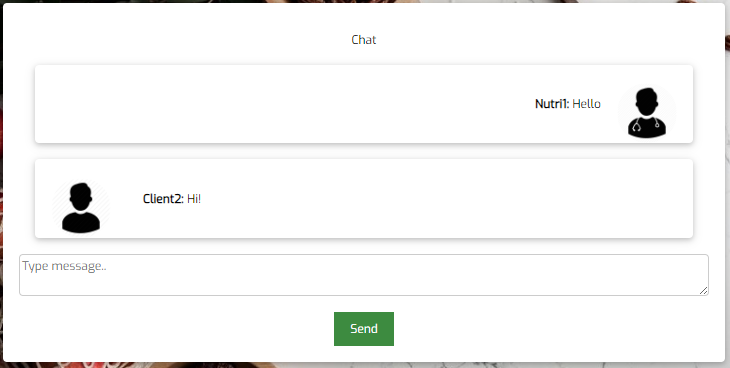 Chat
Nutri1: Hello
Client2: Hi!
Type message..
Send